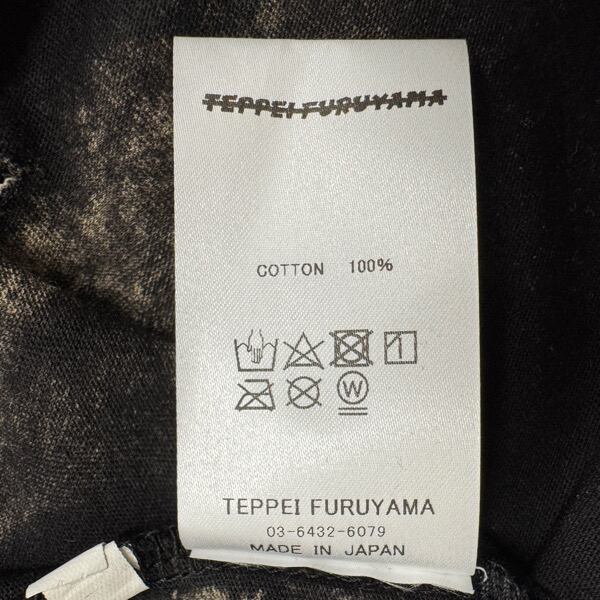 TEPPEI FURUYAMA
COTTON 100%
W
TEPPEI FURUYAMA
03-6432-6079
MADE IN JAPAN